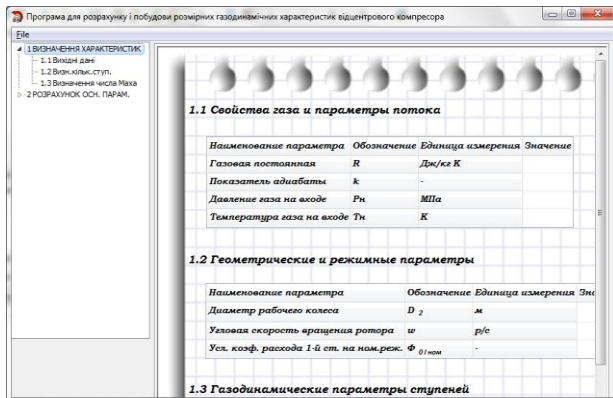 Програма для розрахунку і побудови розмірних газодинамічних характеристик відцентрового компресора
File
1 ВИЗНАЧЕННЯ ХАРАКТЕРИСТИК
1.1 Вихідні дані
1.2 Визн.кільк.ступ.
1.3 Визначення числа Маха
2 РОЗРАХУНОК ОСН. ПАРАМ.
1.1 Свойства газа и параметры потока
Наименование параметра Обозначение Единица измерения Значение
Газовая постоянная R Дж/кг К
Показатель адиабаты k -
Давление газа на входе Pн МПа
Температура газа на входе Tн К
1.2 Геометрические и режимные параметры
Наименование параметра Обозначение Единица измерения Зна
Диаметр рабочего колеса D 2 м
Угловая скорость вращения ротора w р/с
Усл. коэф. расхода 1-й ст. на ном.реж. Ф 0 I ном -
1.3 Газодинамические параметры ступеней